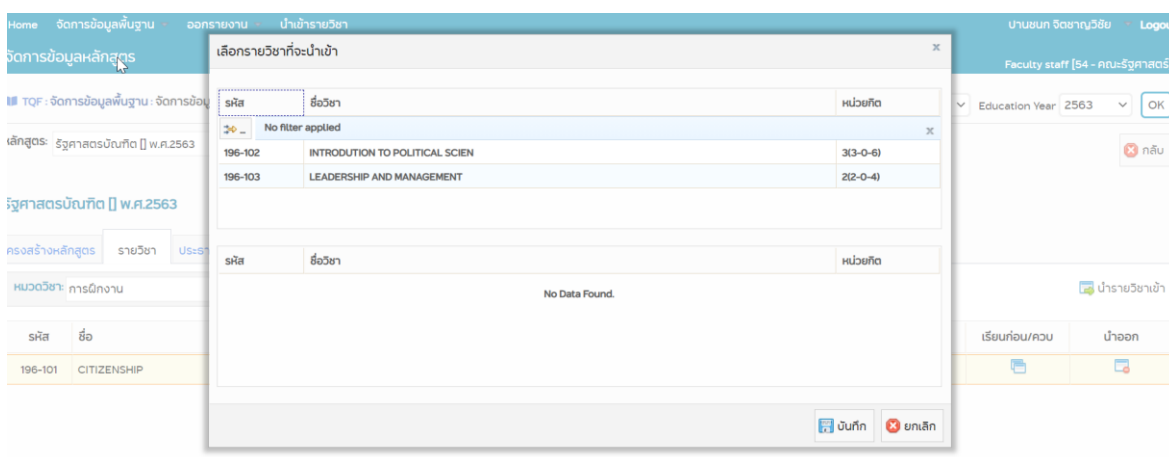 Home จัดการข้อมูลพื้นฐาน ออกรายงาน นำเข้ารายวิชา ปานชนก จิตชาญวิชัย Logou
จัดการข้อมูลหลักสูตร เลือกรายวิชาที่จะนำเข้า x
Faculty staff [54 - คณะรัฐศาสตร์
TQF : จัดการข้อมูลพื้นฐาน : จัดการข้อมู รหัส ชื่อวิชา หน่วยกิต Education Year 2563 OK
No filter applied x
หลักสูตร: รัฐศาสตรบัณฑิต [] พ.ศ.2563 196-102 INTRODUTION TO POLITICAL SCIEN 3(3-0-6) กลับ
196-103 LEADERSHIP AND MANAGEMENT 2(2-0-4)
รัฐศาสตรบัณฑิต [] พ.ศ.2563
ครงสร้างหลักสูตร รายวิชา ประธา รหัส ชื่อวิชา หน่วยกิต
หมวดวิชา: การฝึกงาน No Data Found. นำรายวิชาเข้า
รหัส ชื่อ เรียนก่อน/ควบ นำออก
196-101 CITIZENSHIP
บันทึก ยกเลิก